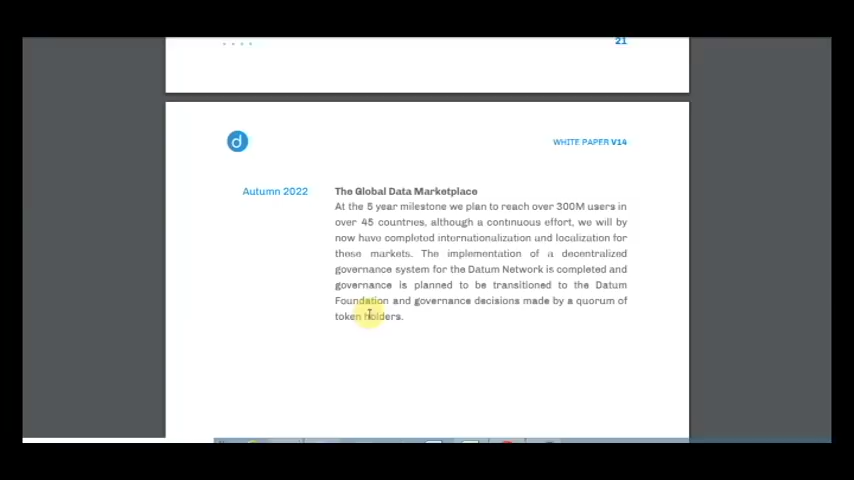 21
d
WHITE PAPER V14
Autumn 2022
The Global Data Marketplace
At the 5 year milestone we plan to reach over 300M users in
over 45 countries, although a continuous effort, we will by
now have completed internationalization and localization for
these markets. The implementation of a decentralized
governance system for the Datum Network is completed and
governance is planned to be transitioned to the Datum
Foundation and governance decisions made by a quorum of
token holders.